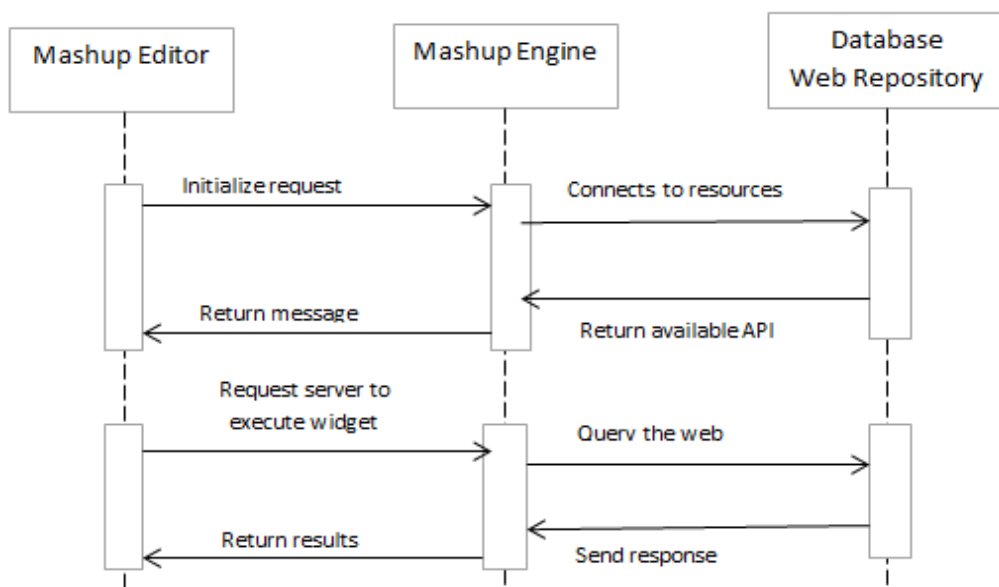 Mashup Editor
Mashup Engine
Database
Web Repository
Initialize request
Connects to resources
Return message
Return available API
Request server to
execute widget
Query the web
Return results
Send response